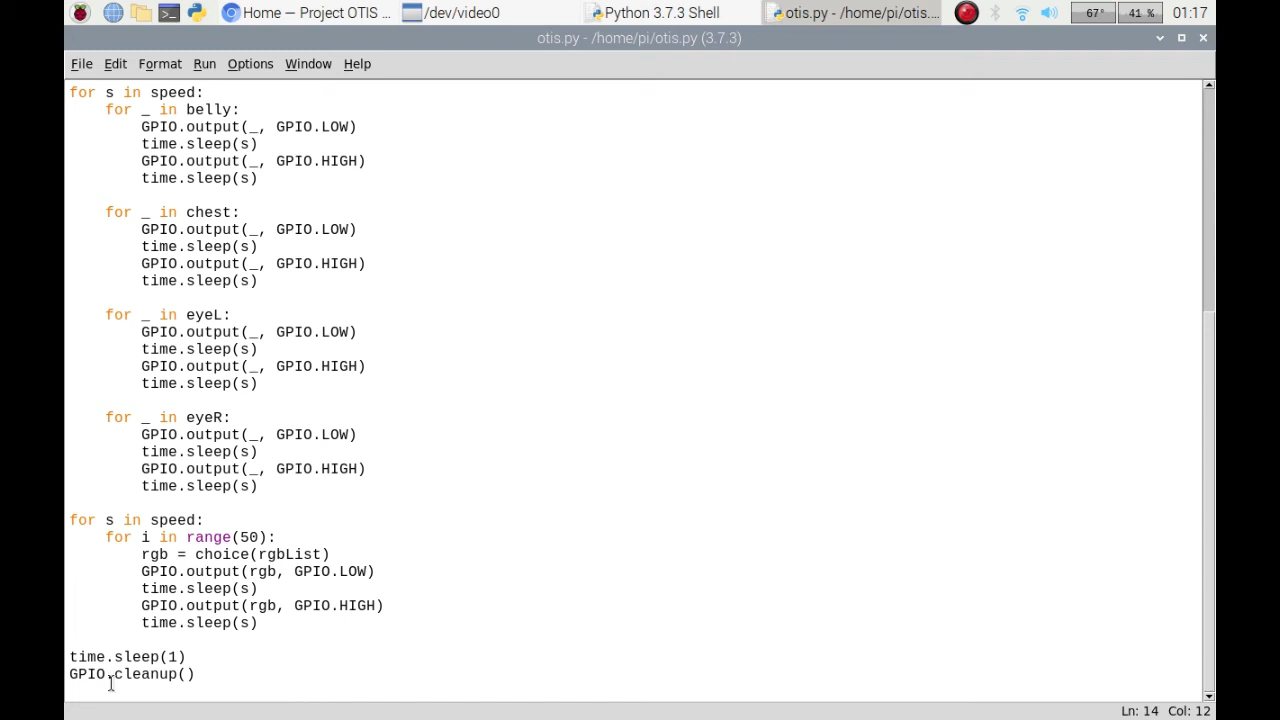 Home — Project OTIS ...
/dev/video0
Python 3.7.3 Shell
otis.py - /home/pi/otis....
67°
41 %
01:17
otis.py - /home/pi/otis.py (3.7.3)
File Edit Format Run Options Window Help
for s in speed:
    for _ in belly:
        GPIO.output(_, GPIO.LOW)
        time.sleep(s)
        GPIO.output(_, GPIO.HIGH)
        time.sleep(s)

    for _ in chest:
        GPIO.output(_, GPIO.LOW)
        time.sleep(s)
        GPIO.output(_, GPIO.HIGH)
        time.sleep(s)

    for _ in eyeL:
        GPIO.output(_, GPIO.LOW)
        time.sleep(s)
        GPIO.output(_, GPIO.HIGH)
        time.sleep(s)

    for _ in eyeR:
        GPIO.output(_, GPIO.LOW)
        time.sleep(s)
        GPIO.output(_, GPIO.HIGH)
        time.sleep(s)

for s in speed:
    for i in range(50):
        rgb = choice(rgbList)
        GPIO.output(rgb, GPIO.LOW)
        time.sleep(s)
        GPIO.output(rgb, GPIO.HIGH)
        time.sleep(s)

time.sleep(1)
GPIO.cleanup()
Ln: 14 Col: 12